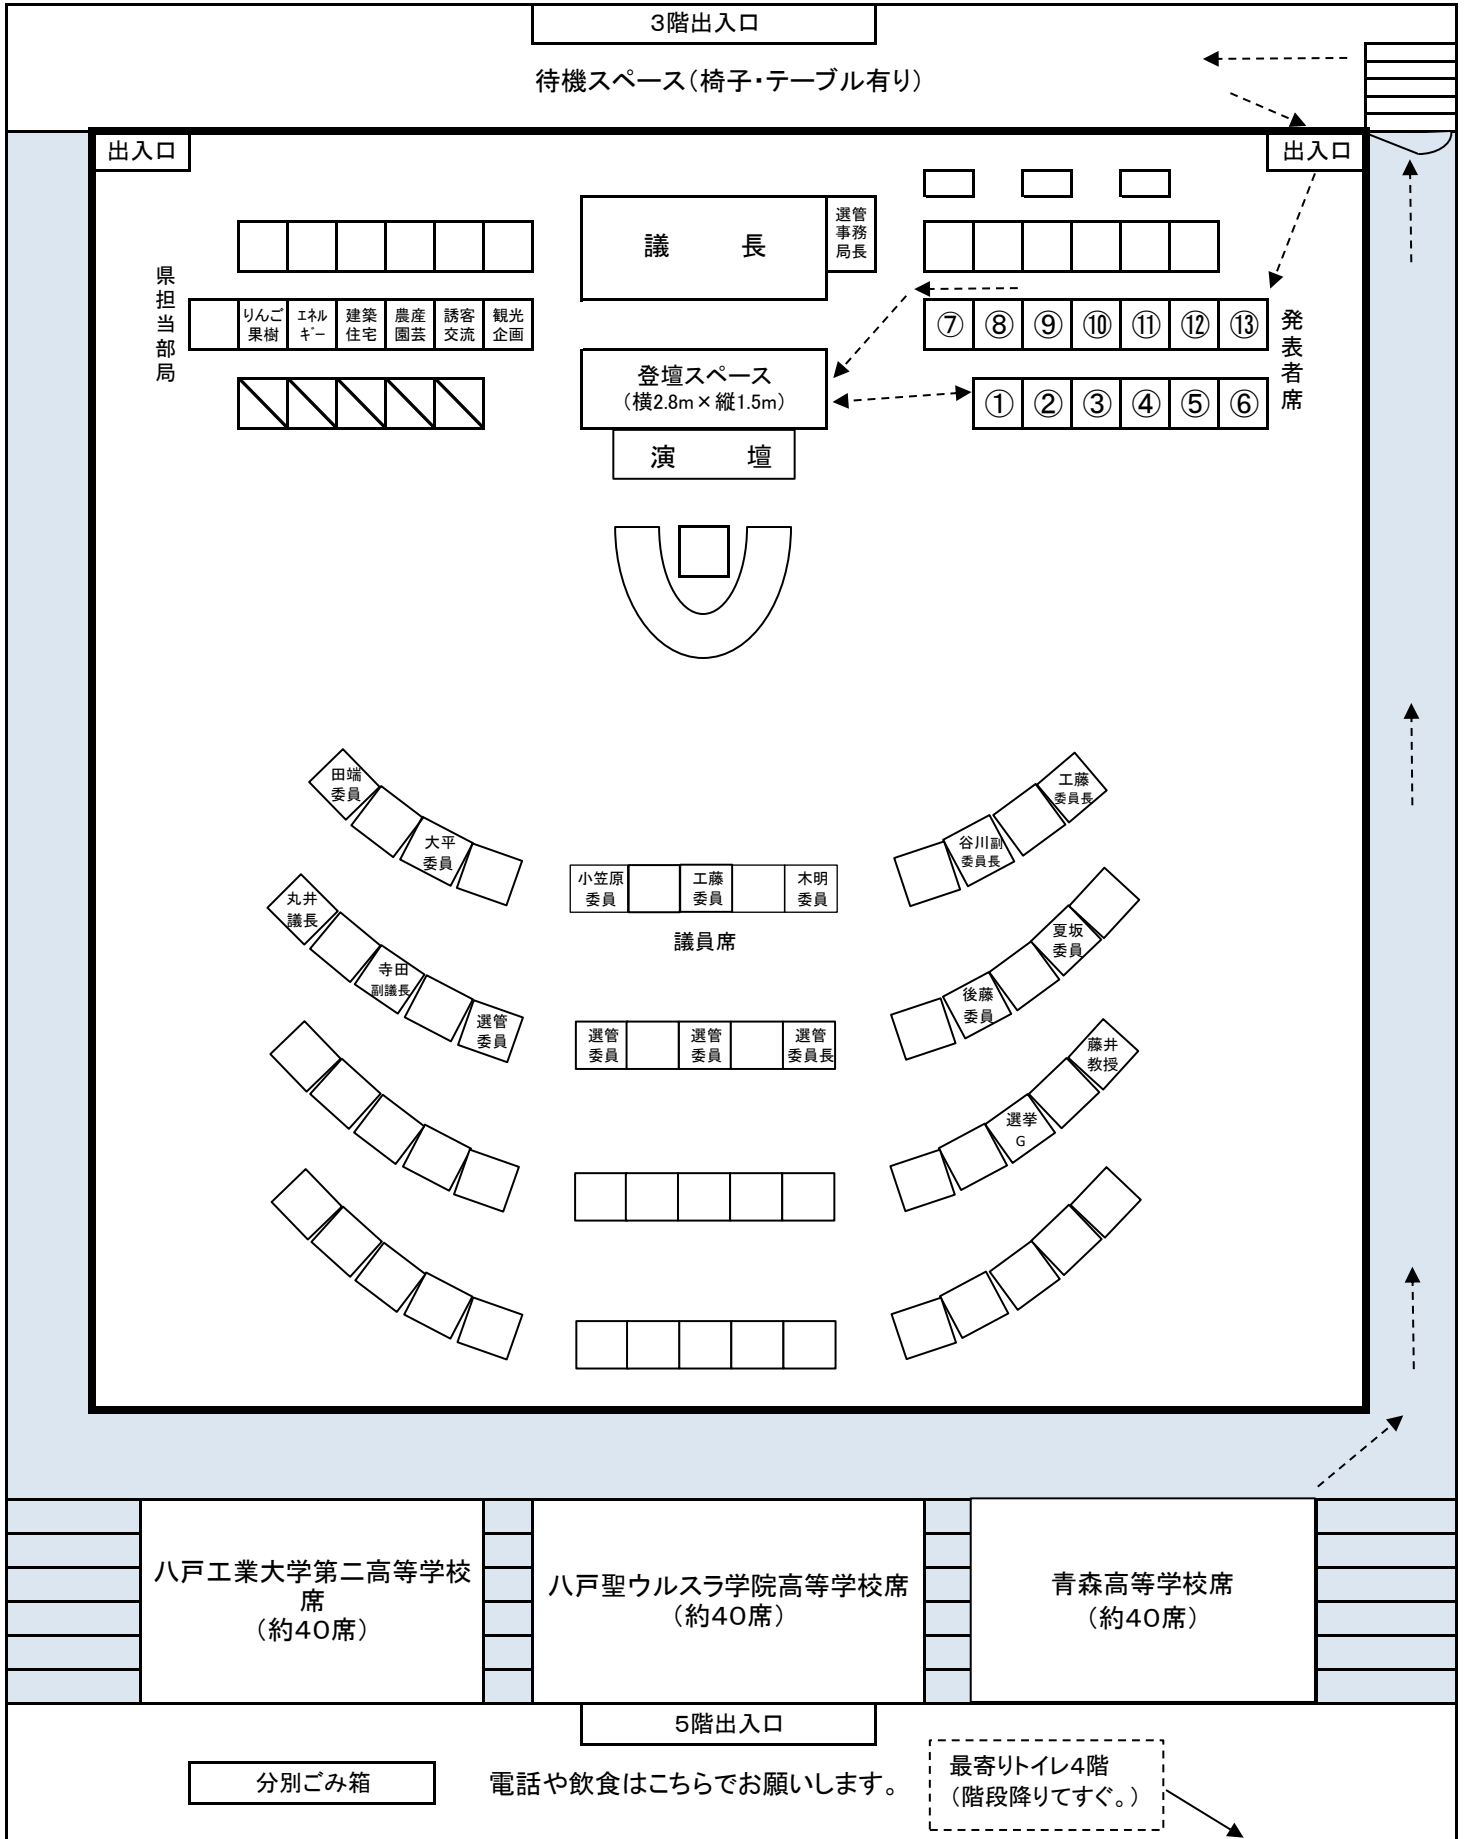 3階出入口
待機スペース（椅子・テーブル有り）
出入口
出入口
議　　長
選管
事務
局長
県担当部局
りんご
果樹
エネル
ギー
建築
住宅
農産
園芸
誘客
交流
観光
企画
⑦ ⑧ ⑨ ⑩ ⑪ ⑫ ⑬
発表者席
登壇スペース
（横2.8m×縦1.5m）
① ② ③ ④ ⑤ ⑥
演　　壇
田端
委員
大平
委員
小笠原
委員
工藤
委員
木明
委員
谷川副
委員長
工藤
委員長
議員席
丸井
議長
寺田
副議長
選管
委員
選管
委員
選管
委員
選管
委員長
後藤
委員
夏坂
委員
選挙
G
藤井
教授
八戸工業大学第二高等学校
席
（約40席）
八戸聖ウルスラ学院高等学校席
（約40席）
青森高等学校席
（約40席）
5階出入口
分別ごみ箱
電話や飲食はこちらでお願いします。
最寄りトイレ4階
（階段降りてすぐ。）